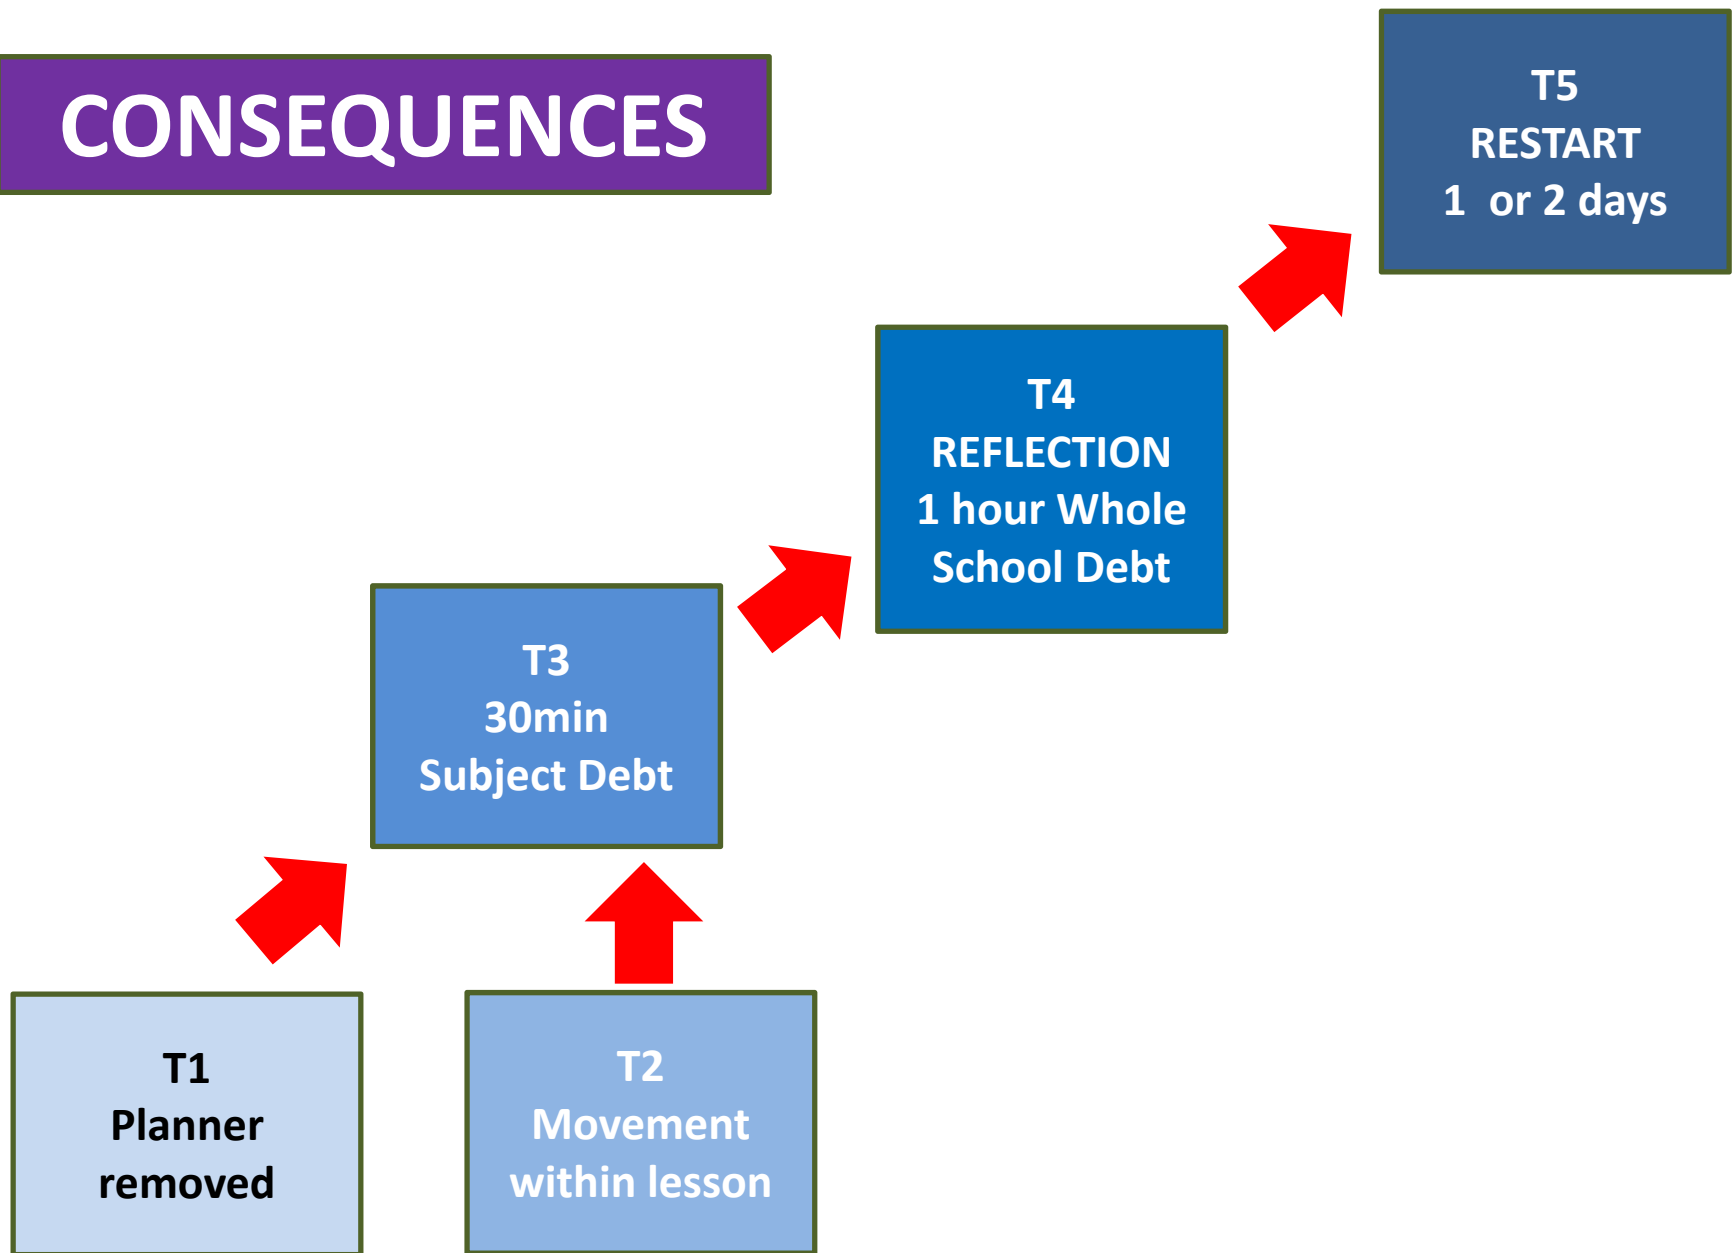 CONSEQUENCES
T5
RESTART
1  or 2 days
T4
REFLECTION
1 hour Whole
School Debt
T3
30min
Subject Debt
T1
Planner
removed
T2
Movement
within lesson